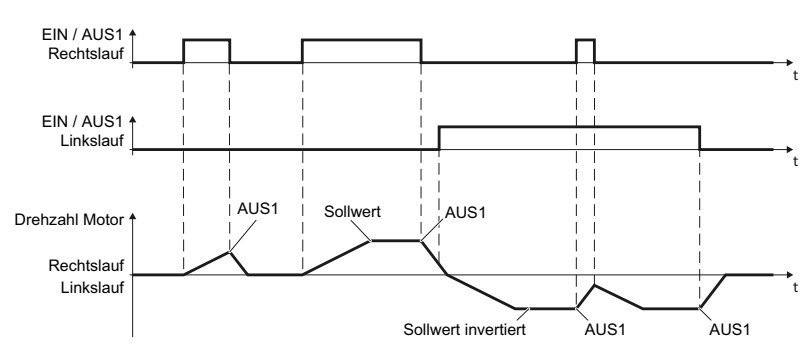 EIN / AUS1
Rechtslauf
t
EIN / AUS1
Linkslauf
t
Drehzahl Motor
AUS1
Sollwert
AUS1
Rechtslauf
Linkslauf
t
Sollwert invertiert
AUS1
AUS1